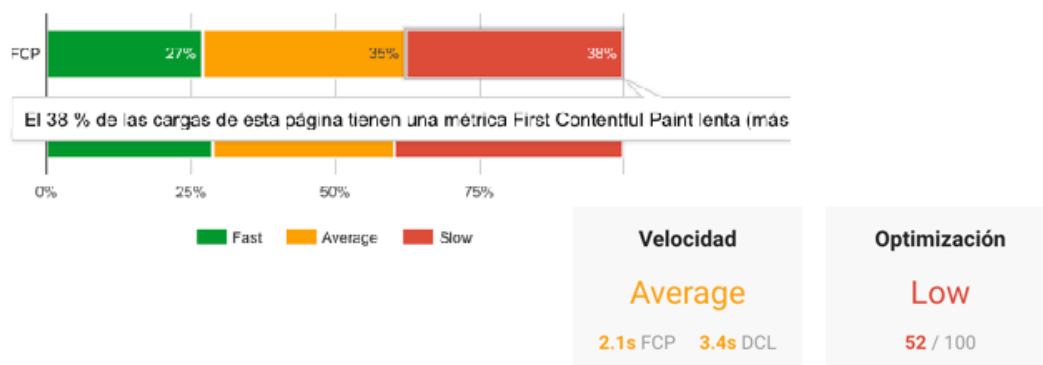 FCP 27% 35% 38%
El 38 % de las cargas de esta página tienen una métrica First Contentful Paint lenta (más
0% 25% 50% 75%
Fast Average Slow
Velocidad Optimización
Average Low
2.1s FCP 3.4s DCL 52 / 100